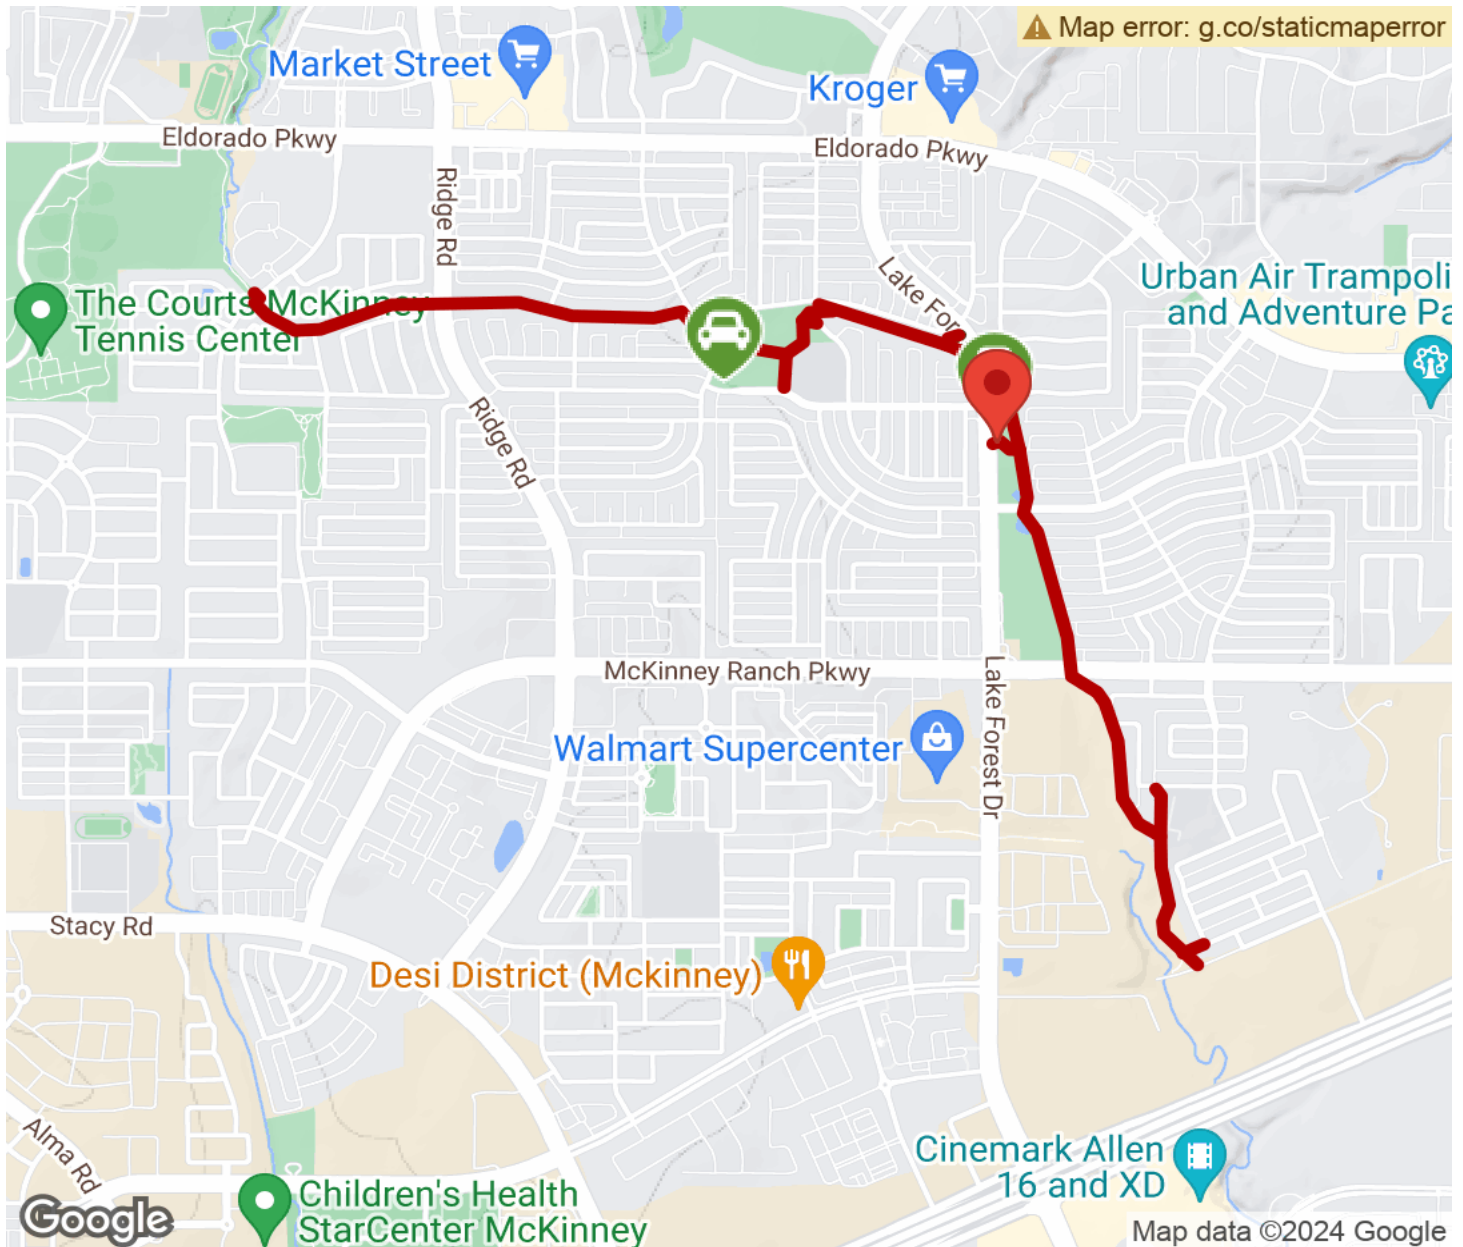 Map error: g.co/staticmaperror
Market Street
Kroger
Eldorado Pkwy
Eldorado Pkwy
Ridge Rd
Lake For
Urban Air Trampoli
and Adventure Pa
The Courts McKinney
Tennis Center
Ridge Rd
McKinney Ranch Pkwy
Lake Forest Dr
Walmart Supercenter
Stacy Rd
Desi District (Mckinney)
Alma Rd
Cinemark Allen
16 and XD
Children's Health
StarCenter McKinney
Google
Map data ©2024 Google